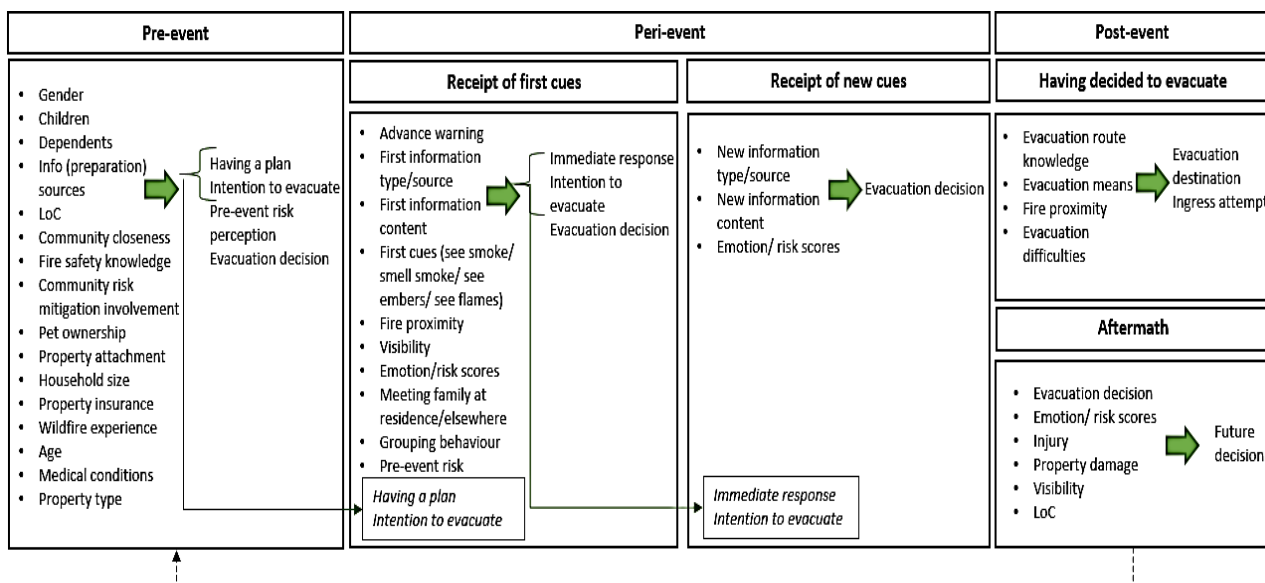 Pre-event
Gender
Children
Dependents
Info (preparation)
sources
LoC
Community closeness
Fire safety knowledge
Community risk
mitigation involvement
Pet ownership
Property attachment
Household size
Property insurance
Wildfire experience
Age
Medical conditions
Property type
Having a plan
Intention to evacuate
Pre-event risk
perception
Evacuation decision
Peri-event
Receipt of first cues
Advance warning
First information
type/source
First information
content
First cues (see smoke/
smell smoke/ see
embers/ see flames)
Fire proximity
Visibility
Emotion/risk scores
Meeting family at
residence/elsewhere
Grouping behaviour
Pre-event risk
Having a plan
Intention to evacuate
Immediate response
Intention to
evacuate
Evacuation decision
Receipt of new cues
New information
type/source
New information
content
Emotion/ risk scores
Evacuation decision
Immediate response
Intention to evacuate
Post-event
Having decided to evacuate
Evacuation route
knowledge
Evacuation means
Fire proximity
Evacuation
difficulties
Evacuation
destination
Ingress attempt
Aftermath
Evacuation decision
Emotion/ risk scores
Injury
Property damage
Visibility
LoC
Future
decision